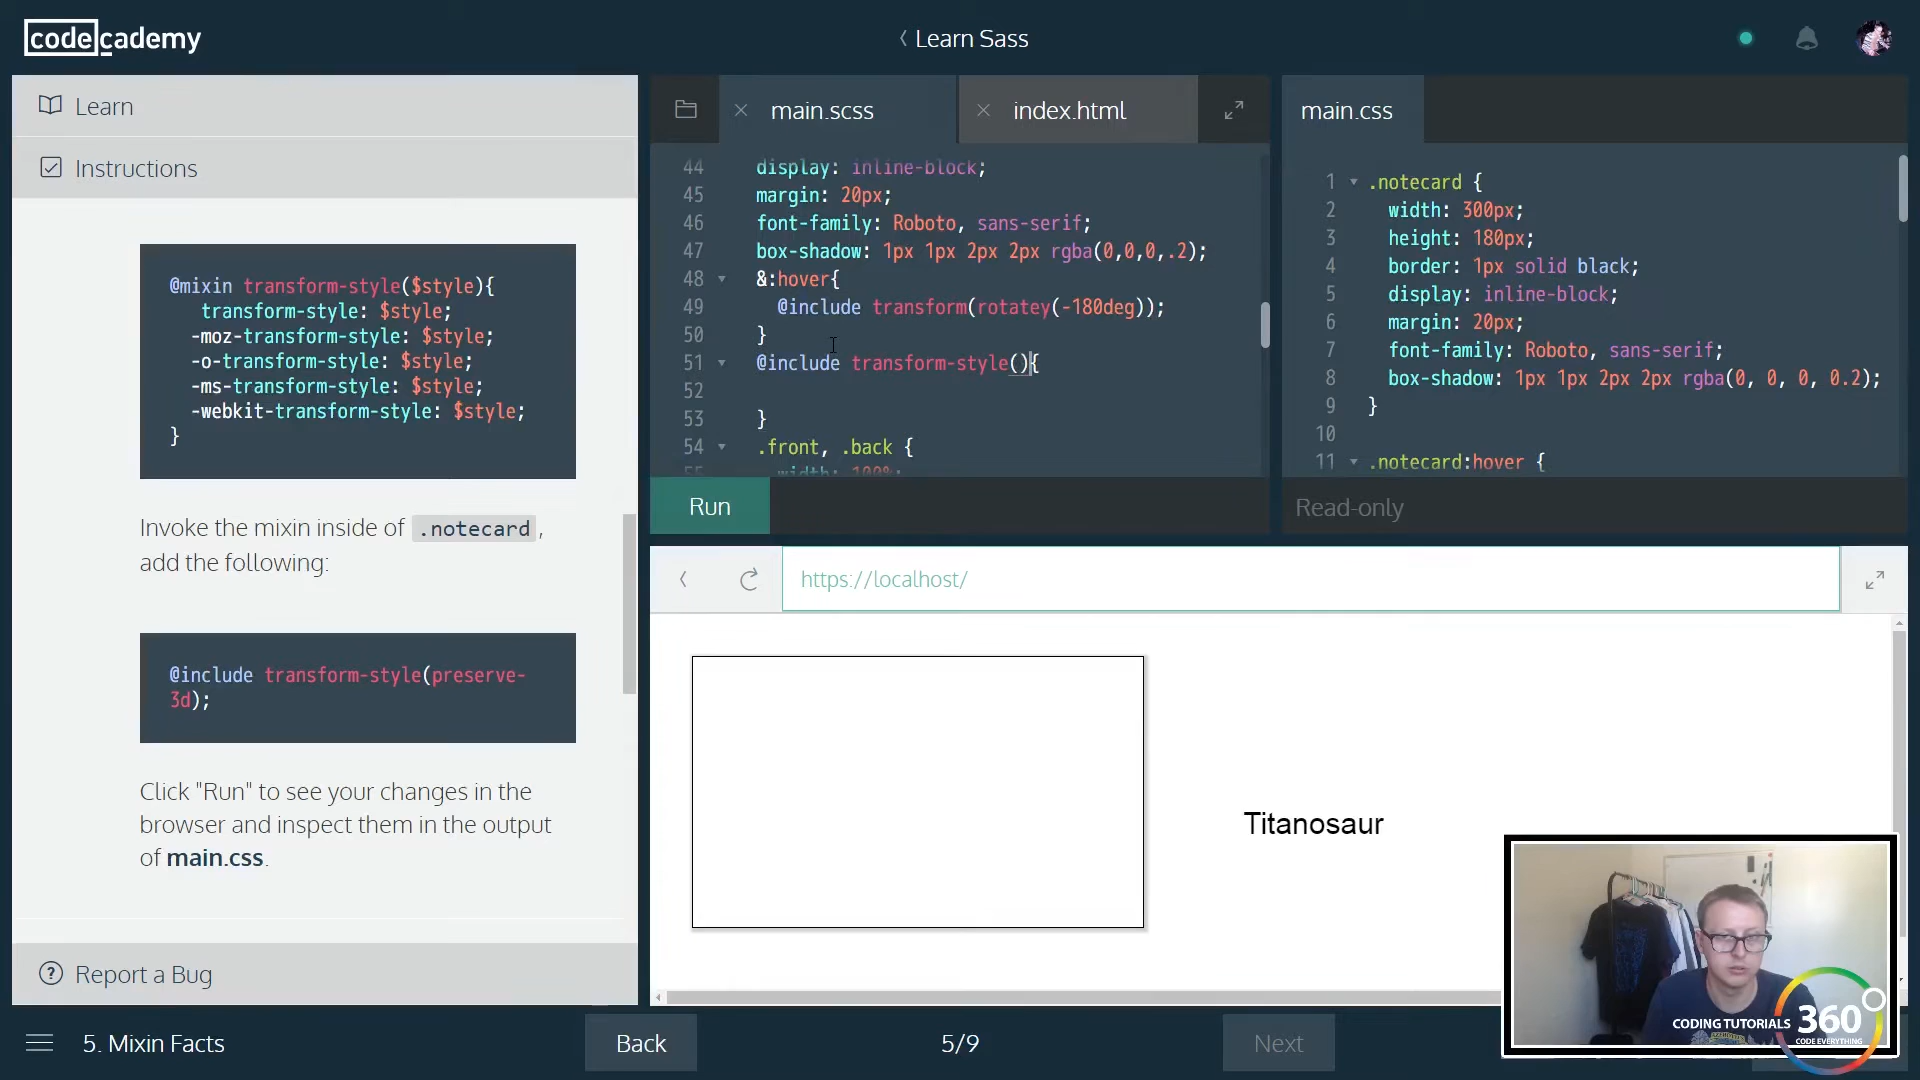 codecademy
Learn Sass
Learn
Instructions
@mixin transform-style($style){
transform-style: $style;
-moz-transform-style: $style;
-o-transform-style: $style;
-ms-transform-style: $style;
-webkit-transform-style: $style;
}
Invoke the mixin inside of .notecard,
add the following:
@include transform-style(preserve-
3d);
Click "Run" to see your changes in the
browser and inspect them in the output
of main.css.
Report a Bug
main.scss
index.html
44 display: inline-block;
45 margin: 20px;
46 font-family: Roboto, sans-serif;
47 box-shadow: 1px 1px 2px 2px rgba(0,0,0,.2);
48 &:hover{
49 @include transform(rotatey(-180deg));
50 }
51 @include transform-style(){
52
53 }
54 .front, .back {
55 width: 100%;
Run
main.css
1 .notecard {
2 width: 300px;
3 height: 180px;
4 border: 1px solid black;
5 display: inline-block;
6 margin: 20px;
7 font-family: Roboto, sans-serif;
8 box-shadow: 1px 1px 2px 2px rgba(0, 0, 0, 0.2);
9 }
10
11 .notecard:hover {
Read-only
https://localhost/
Titanosaur
CODING TUTORIALS 360°
CODE EVERYTHING
5. Mixin Facts
Back
5/9
Next